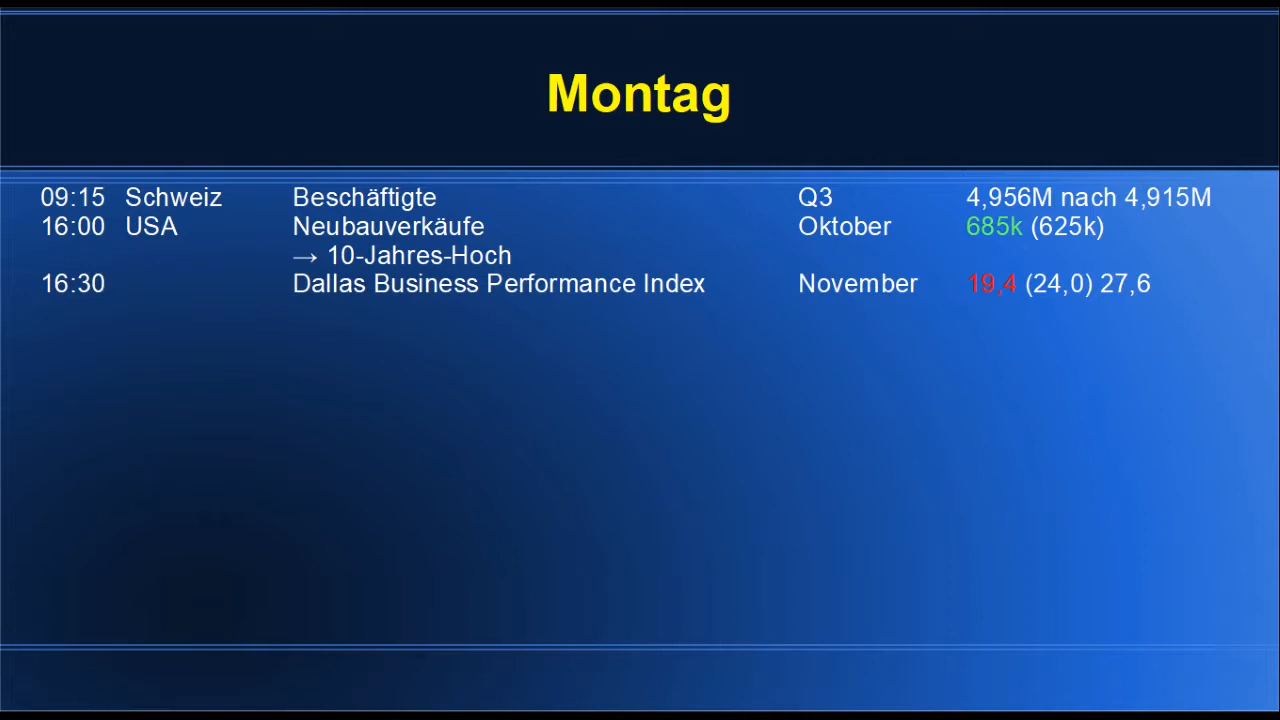 Montag
09:15 Schweiz Beschäftigte Q3 4,956M nach 4,915M
16:00 USA Neubauverkäufe Oktober 685k (625k)
→ 10-Jahres-Hoch
16:30 Dallas Business Performance Index November 19,4 (24,0) 27,6